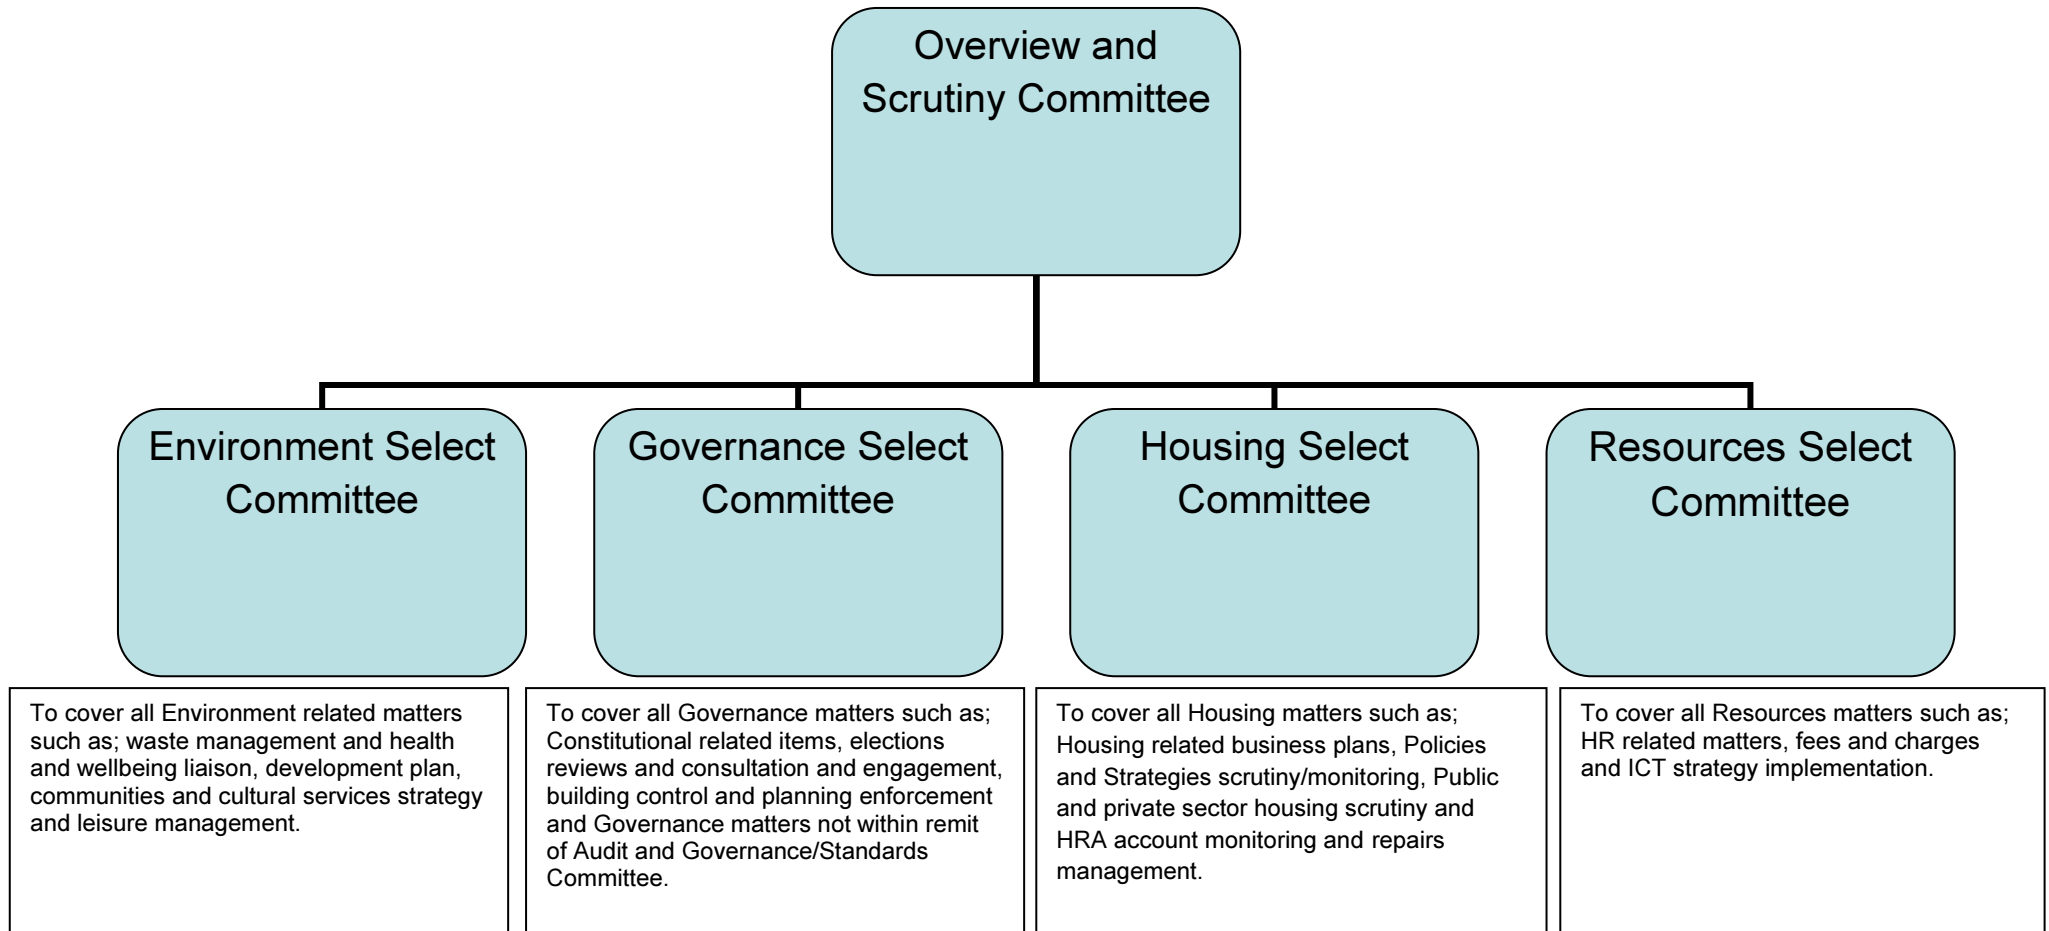 Overview and
Scrutiny Committee
Environment Select
Committee
Governance Select
Committee
Housing Select
Committee
Resources Select
Committee
To cover all Environment related matters
such as; waste management and health
and wellbeing liaison, development plan,
communities and cultural services strategy
and leisure management.
To cover all Governance matters such as;
Constitutional related items, elections
reviews and consultation and engagement,
building control and planning enforcement
and Governance matters not within remit
of Audit and Governance/Standards
Committee.
To cover all Housing matters such as;
Housing related business plans, Policies
and Strategies scrutiny/monitoring, Public
and private sector housing scrutiny and
HRA account monitoring and repairs
management.
To cover all Resources matters such as;
HR related matters, fees and charges
and ICT strategy implementation.